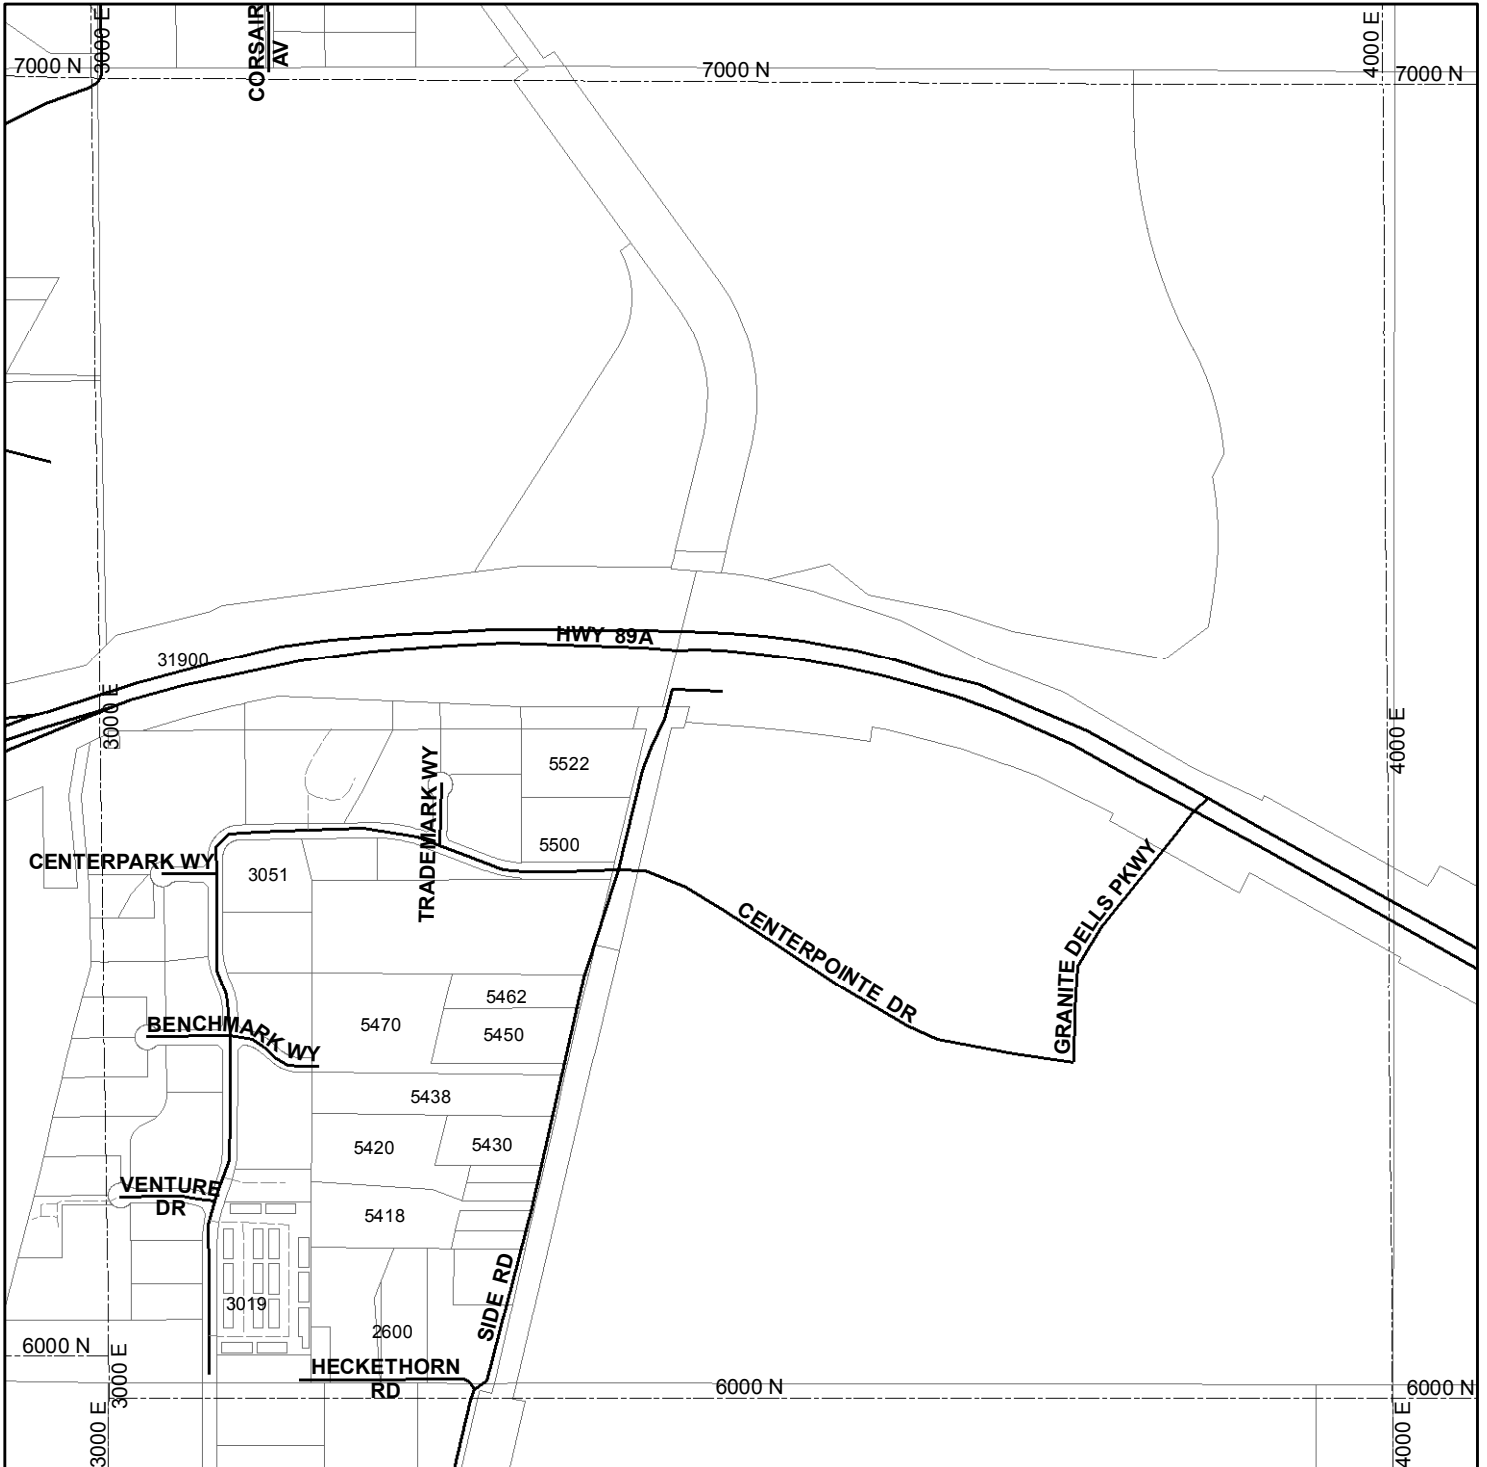 3000 E
CORSAIR
AV
4000 E
7000 N
7000 N
7000 N
HWY 89A
31900
3000 E
4000 E
5522
TRADEMARK WY
5500
CENTERPARK WY
3051
GRANITE DELLS PKWY
CENTERPOINTE DR
5462
5470
5450
BENCHMARK WY
5438
5420
5430
VENTURE
DR
5418
SIDE RD
3019
2600
6000 N
HECKETHORN
RD
3000 E
6000 N
6000 N
3000 E
4000 E